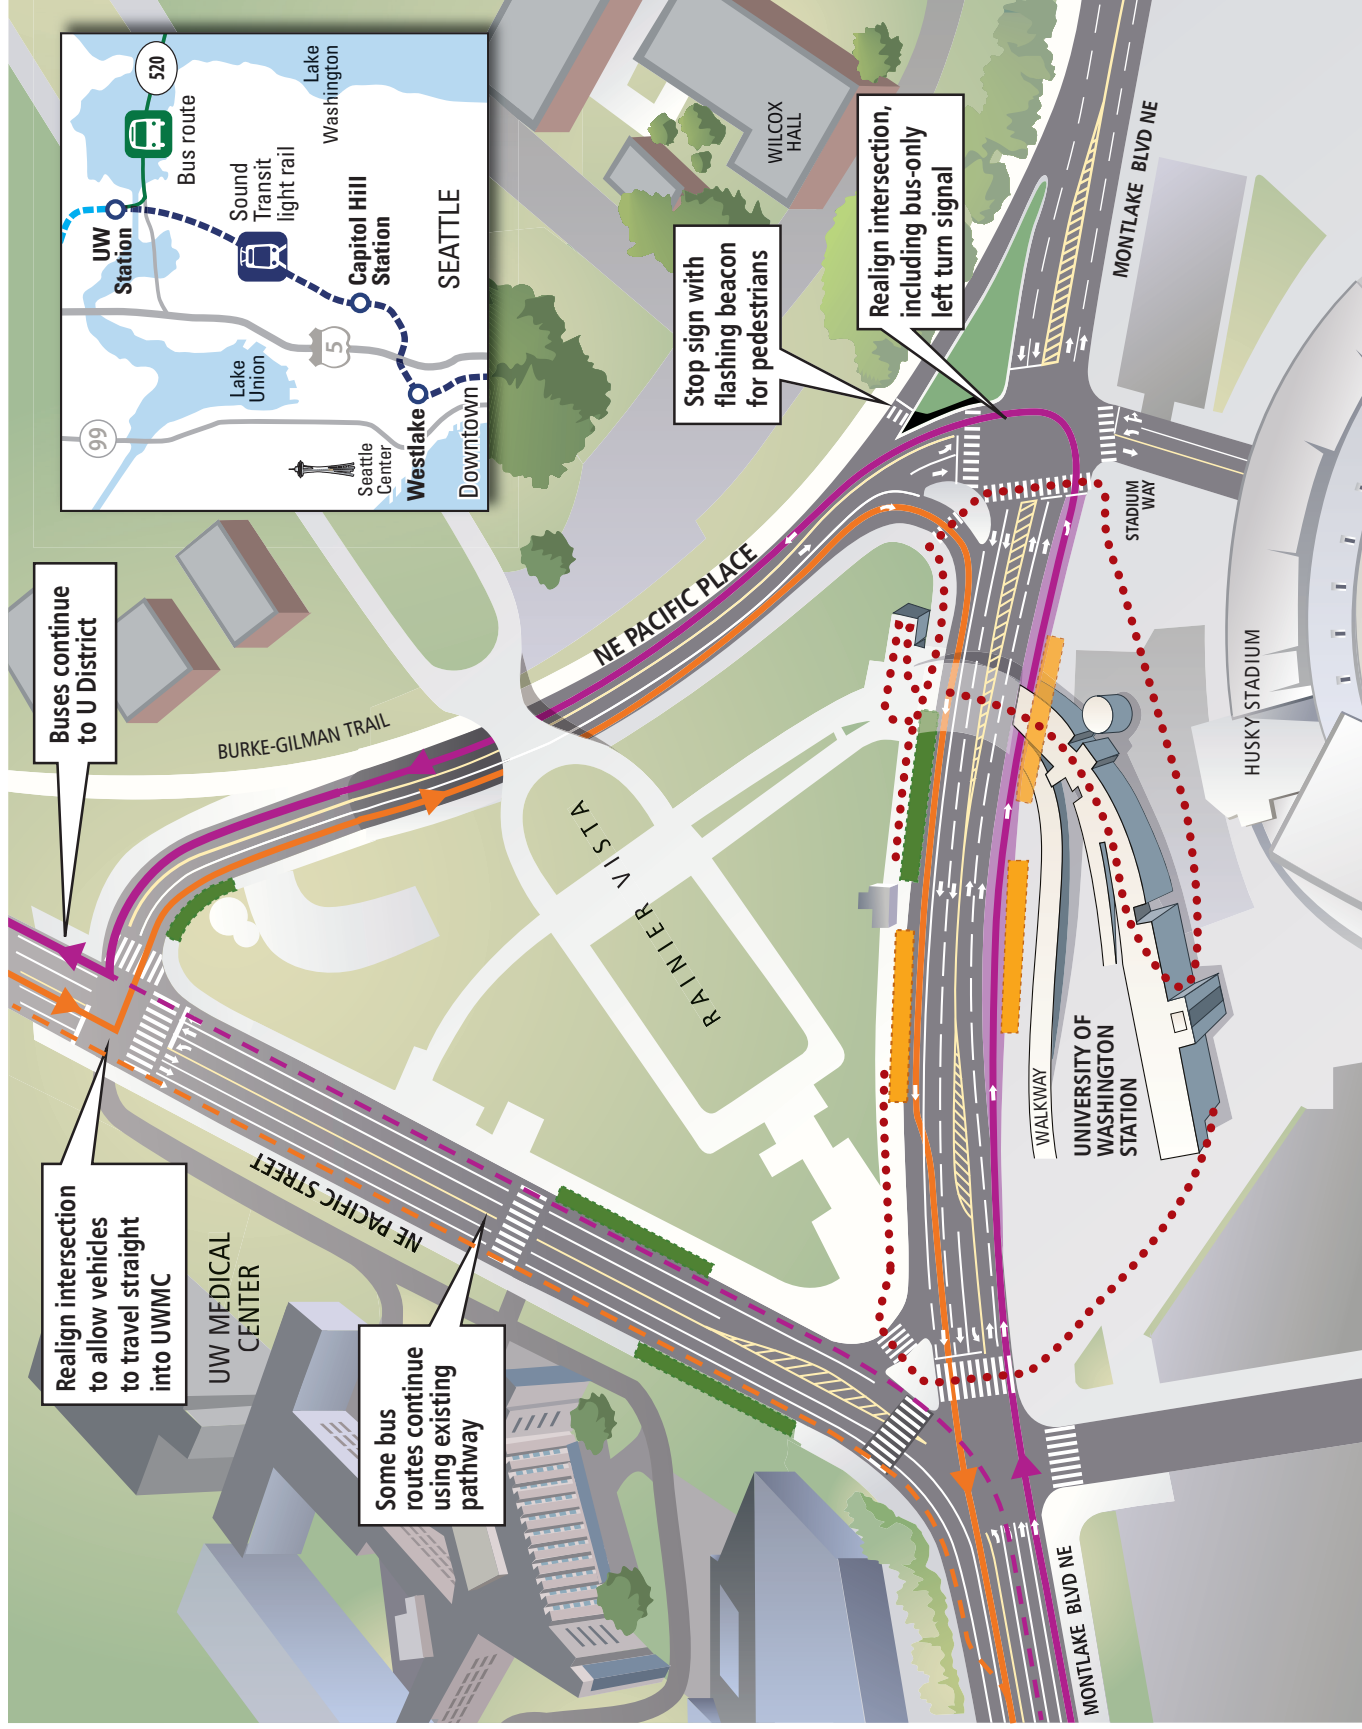 520
Lake
Washington
Bus route
UW
Station
Sound
Transit
light rail
Capitol Hill
Station
SEATTLE
5
Lake
Union
99
Seattle
Center
Westlake
Downtown
Buses continue
to U District
BURKE-GILMAN TRAIL
NE PACIFIC PLACE
WILCOX
HALL
Stop sign with
flashing beacon
for pedestrians
Realign intersection,
including bus-only
left turn signal
MONTLAKE BLVD NE
STADIUM
WAY
HUSKY STADIUM
RAINIER VISTA
Realign intersection
to allow vehicles
to travel straight
into UWMC
NE PACIFIC STREET
UW MEDICAL
CENTER
Some bus
routes continue
using existing
pathway
WALKWAY
UNIVERSITY OF
WASHINGTON
STATION
MONTLAKE BLVD NE